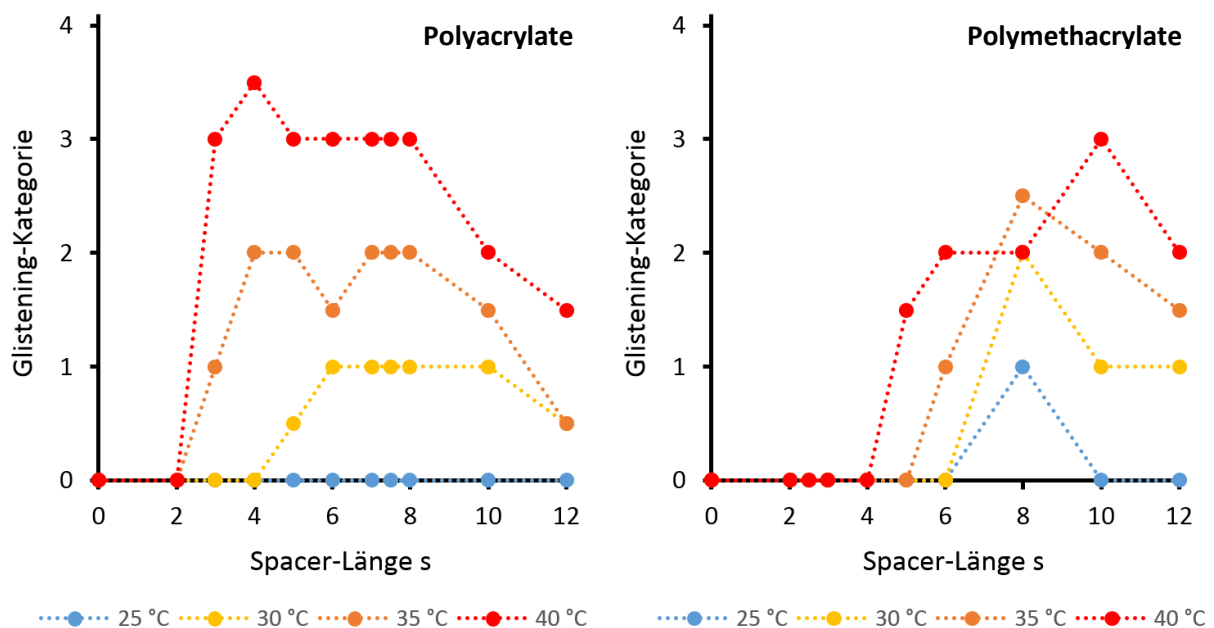 Polyacrylate
Glistening-Kategorie
4
3
2
1
0
0 2 4 6 8 10 12
Spacer-Länge s
25 °C 30 °C 35 °C 40 °C
Polymethacrylate
Glistening-Kategorie
4
3
2
1
0
0 2 4 6 8 10 12
Spacer-Länge s
25 °C 30 °C 35 °C 40 °C